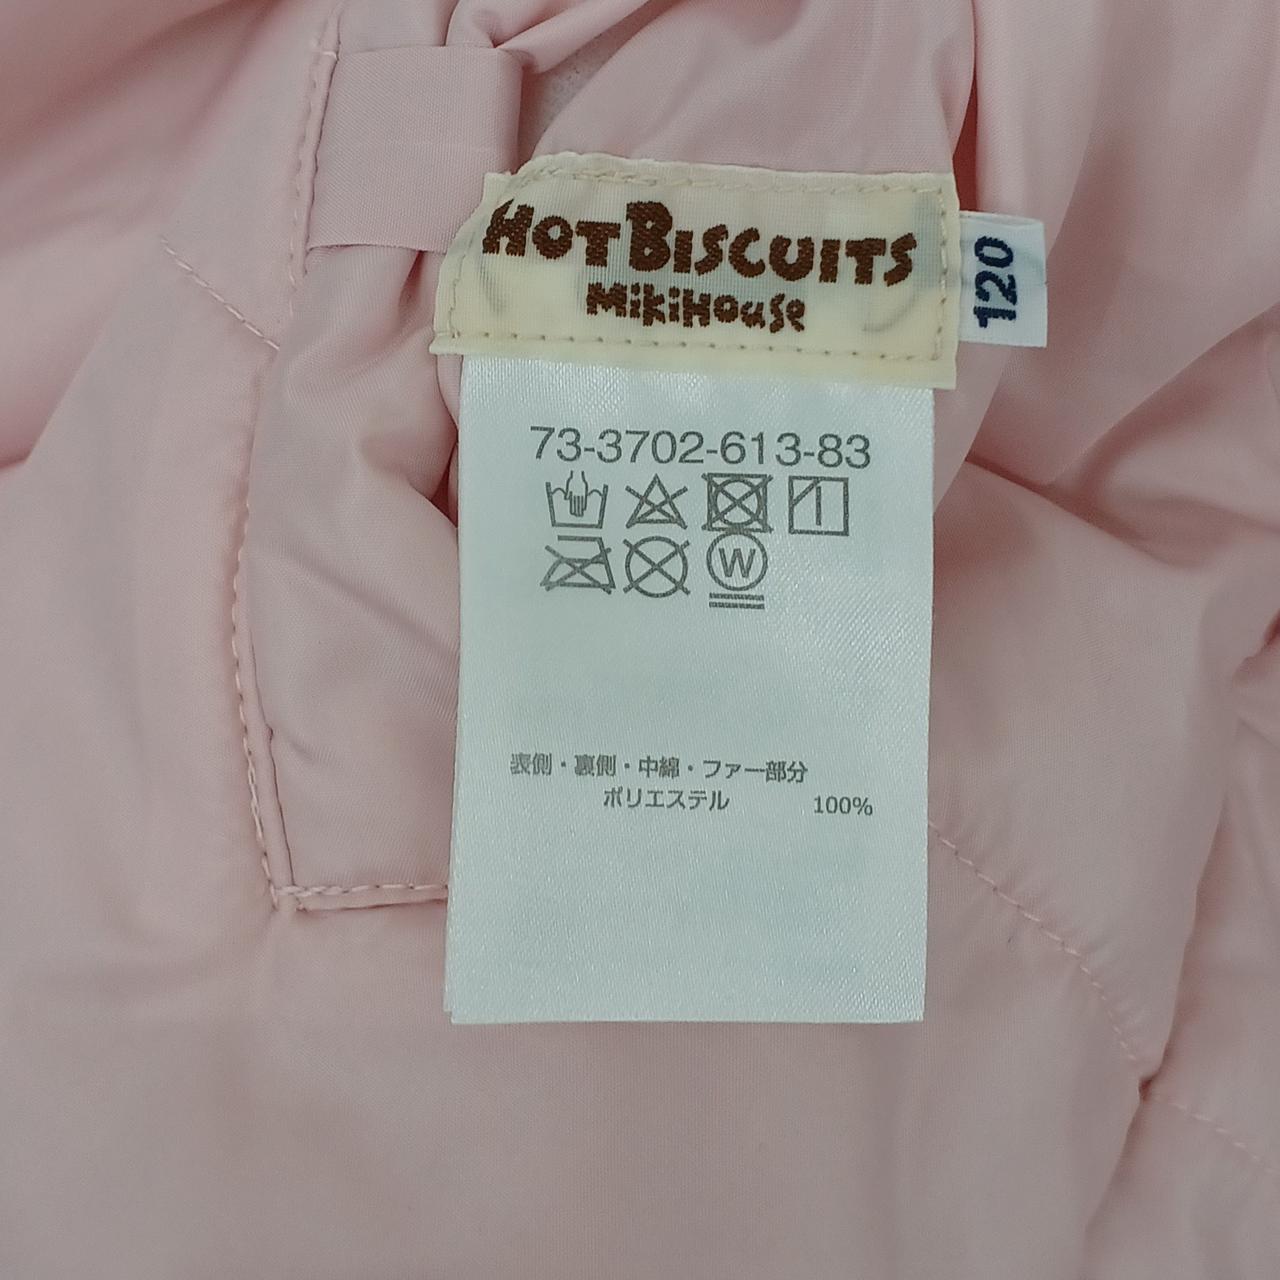 HOT BISCUITS
MikiHouse
120
73-3702-613-83
W
表側・裏側・中綿・ファー部分
ポリエステル 100%